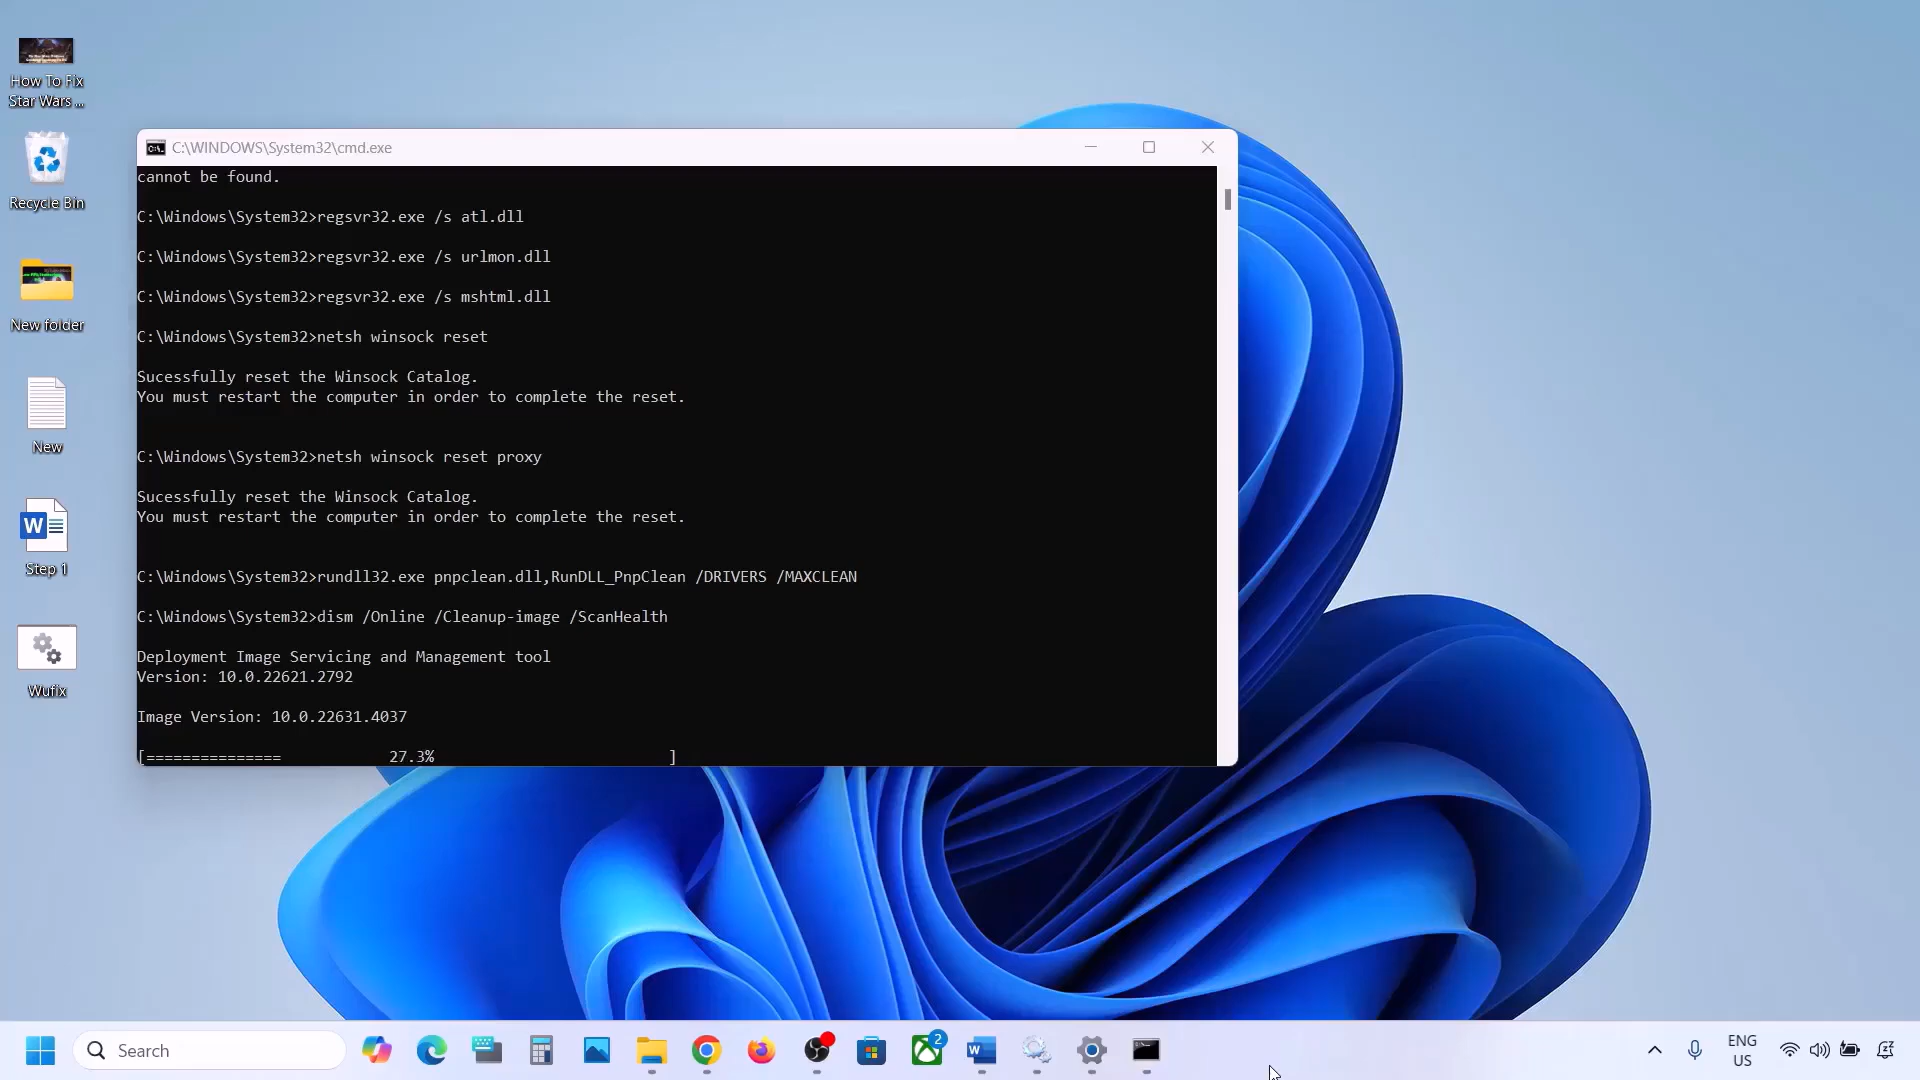 How To Fix
Star Wars ...
Recycle Bin
New folder
New
Step 1
Wufix
C:\WINDOWS\System32\cmd.exe
cannot be found.
C:\Windows\System32>regsvr32.exe /s atl.dll
C:\Windows\System32>regsvr32.exe /s urlmon.dll
C:\Windows\System32>regsvr32.exe /s mshtml.dll
C:\Windows\System32>netsh winsock reset
Sucessfully reset the Winsock Catalog.
You must restart the computer in order to complete the reset.
C:\Windows\System32>netsh winsock reset proxy
Sucessfully reset the Winsock Catalog.
You must restart the computer in order to complete the reset.
C:\Windows\System32>rundll32.exe pnpclean.dll,RunDLL_PnpClean /DRIVERS /MAXCLEAN
C:\Windows\System32>dism /Online /Cleanup-image /ScanHealth
Deployment Image Servicing and Management tool
Version: 10.0.22621.2792
Image Version: 10.0.22631.4037
[===============            27.3%                          ]
Search
2
ENG
US